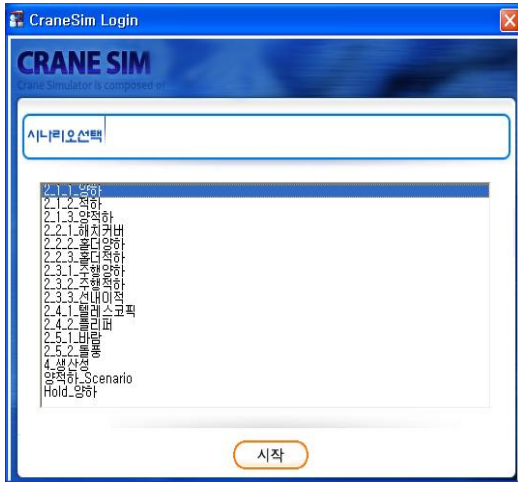 CraneSim Login
CRANE SIM
Crane Simulator is composed of
시나리오선택
2_1_1_양하
2_1_2_적하
2_1_3_양적하
2_2_1_해치커버
2_2_2_홀더양하
2_2_3_홀더적하
2_3_1_주행양하
2_3_2_주행적하
2_3_3_선내이적
2_4_1_텔레스코픽
2_4_2_플리퍼
2_5_1_바람
2_5_2_돌풍
4_생산성
양적하_Scenario
Hold_양하
시작